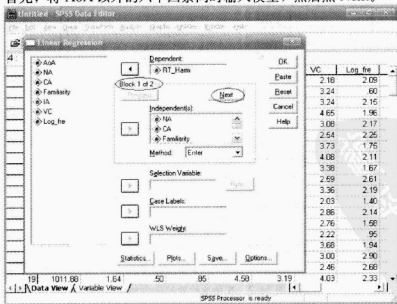 Untitled - SPSS Data Editor
Linear Regression
AoA
NA
CA
Familiarity
IA
VC
Log_fre
Dependent:
RT_Harm
Block 1 of 2
Next
Independent(s):
NA
CA
Familiarity
Method: Enter
Selection Variable:
Case Labels:
WLS Weight:
Statistics... Plots... Save... Options...
OK
Paste
Reset
Cancel
Help
VC Log_fre
2.18 2.09
3.24 .60
3.24 2.15
4.65 1.96
3.08 2.17
2.54 2.25
3.73 1.76
4.08 2.11
3.38 1.67
2.59 2.61
3.36 2.19
2.03 1.40
2.86 2.14
2.76 1.58
2.22 .95
3.68 1.94
3.00 2.90
2.46 2.68
19 1011.88 1.64 .50 .85 4.58 3.19 4.03 2.33
Data View Variable View
SPSS Processor is ready